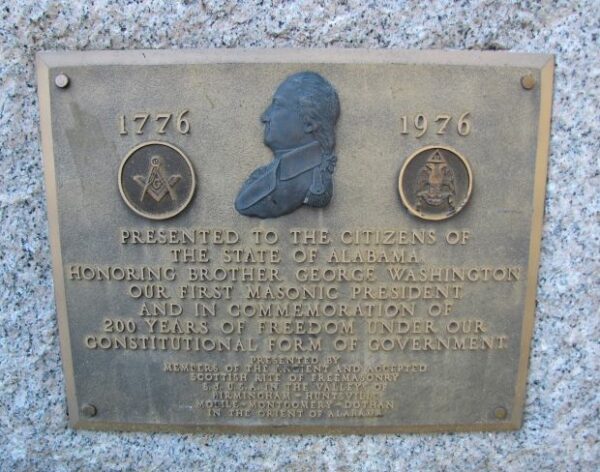 1776 1976
G
PRESENTED TO THE CITIZENS OF
THE STATE OF ALABAMA
HONORING BROTHER GEORGE WASHINGTON
OUR FIRST MASONIC PRESIDENT
AND IN COMMEMORATION OF
200 YEARS OF FREEDOM UNDER OUR
CONSTITUTIONAL FORM OF GOVERNMENT
PRESENTED BY
MEMBERS OF THE ANCIENT AND ACCEPTED
SCOTTISH RITE OF FREEMASONRY
S.J. U.S.A. IN THE VALLEYS OF
BIRMINGHAM - HUNTSVILLE
MOBILE - MONTGOMERY - DOTHAN
IN THE ORIENT OF ALABAMA